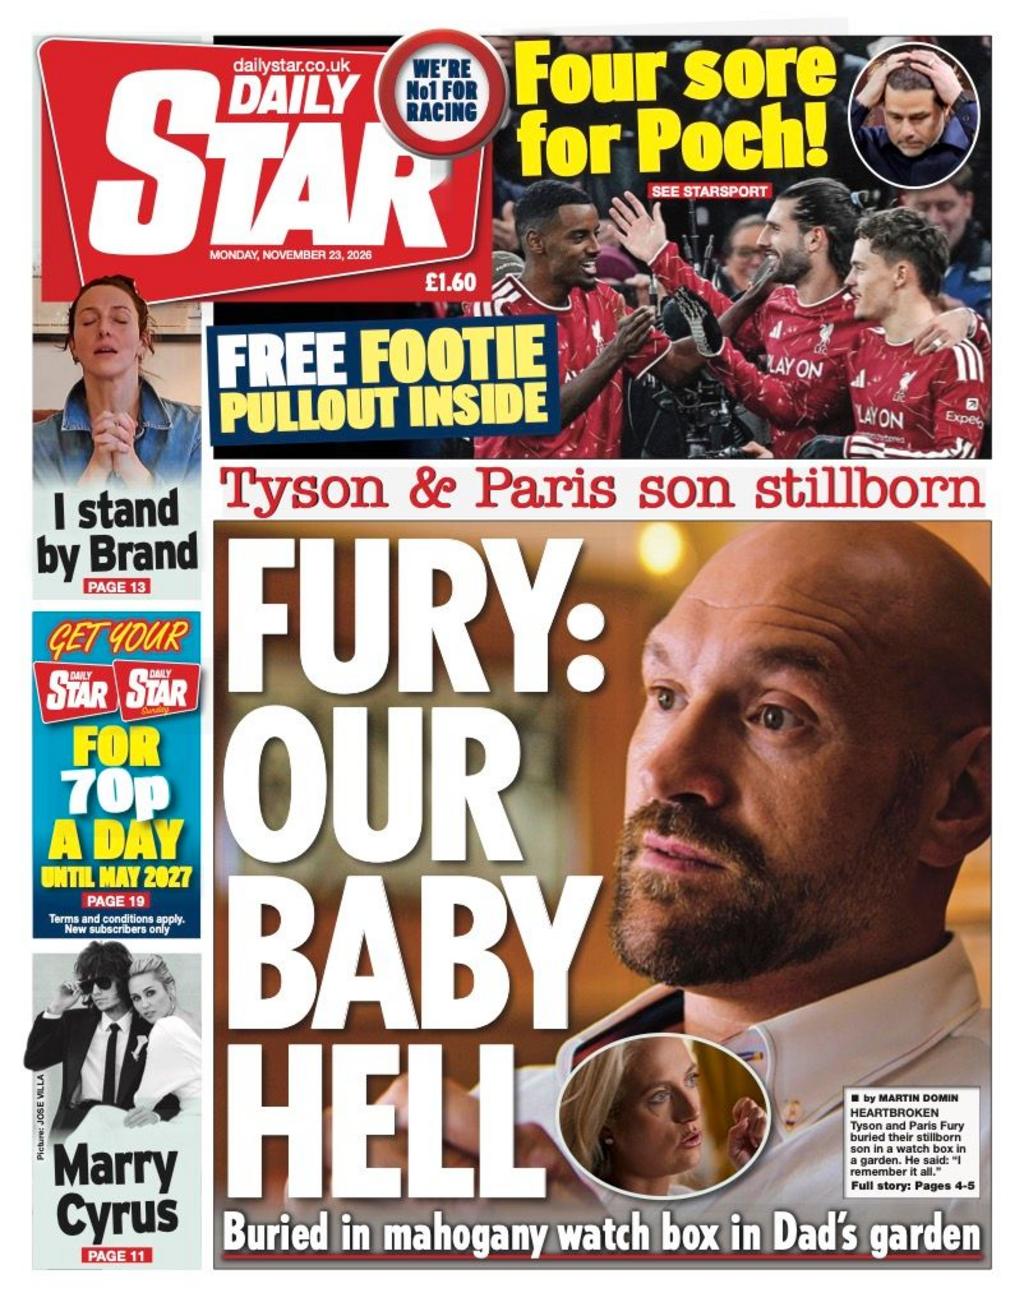 dailystar.co.uk
DAILY
STAR
WE'RE
No1 FOR
RACING
MONDAY, NOVEMBER 23, 2026
£1.60
Four sore
for Poch!
SEE STARSPORT
PLAY ON
LFC
LAY ON
FREE FOOTIE
PULLOUT INSIDE
I stand
by Brand
PAGE 13
GET YOUR
DAILY
STAR
DAILY
STAR
Sunday
FOR
70p
A DAY
UNTIL MAY 2027
PAGE 19
Terms and conditions apply.
New subscribers only
Picture: JOSE VILLA
Marry
Cyrus
PAGE 11
Tyson & Paris son stillborn
FURY:
OUR
BABY
HELL
■ by MARTIN DOMIN
HEARTBROKEN
Tyson and Paris Fury
buried their stillborn
son in a watch box in
a garden. He said: “I
remember it all.”
Full story: Pages 4-5
Buried in mahogany watch box in Dad's garden